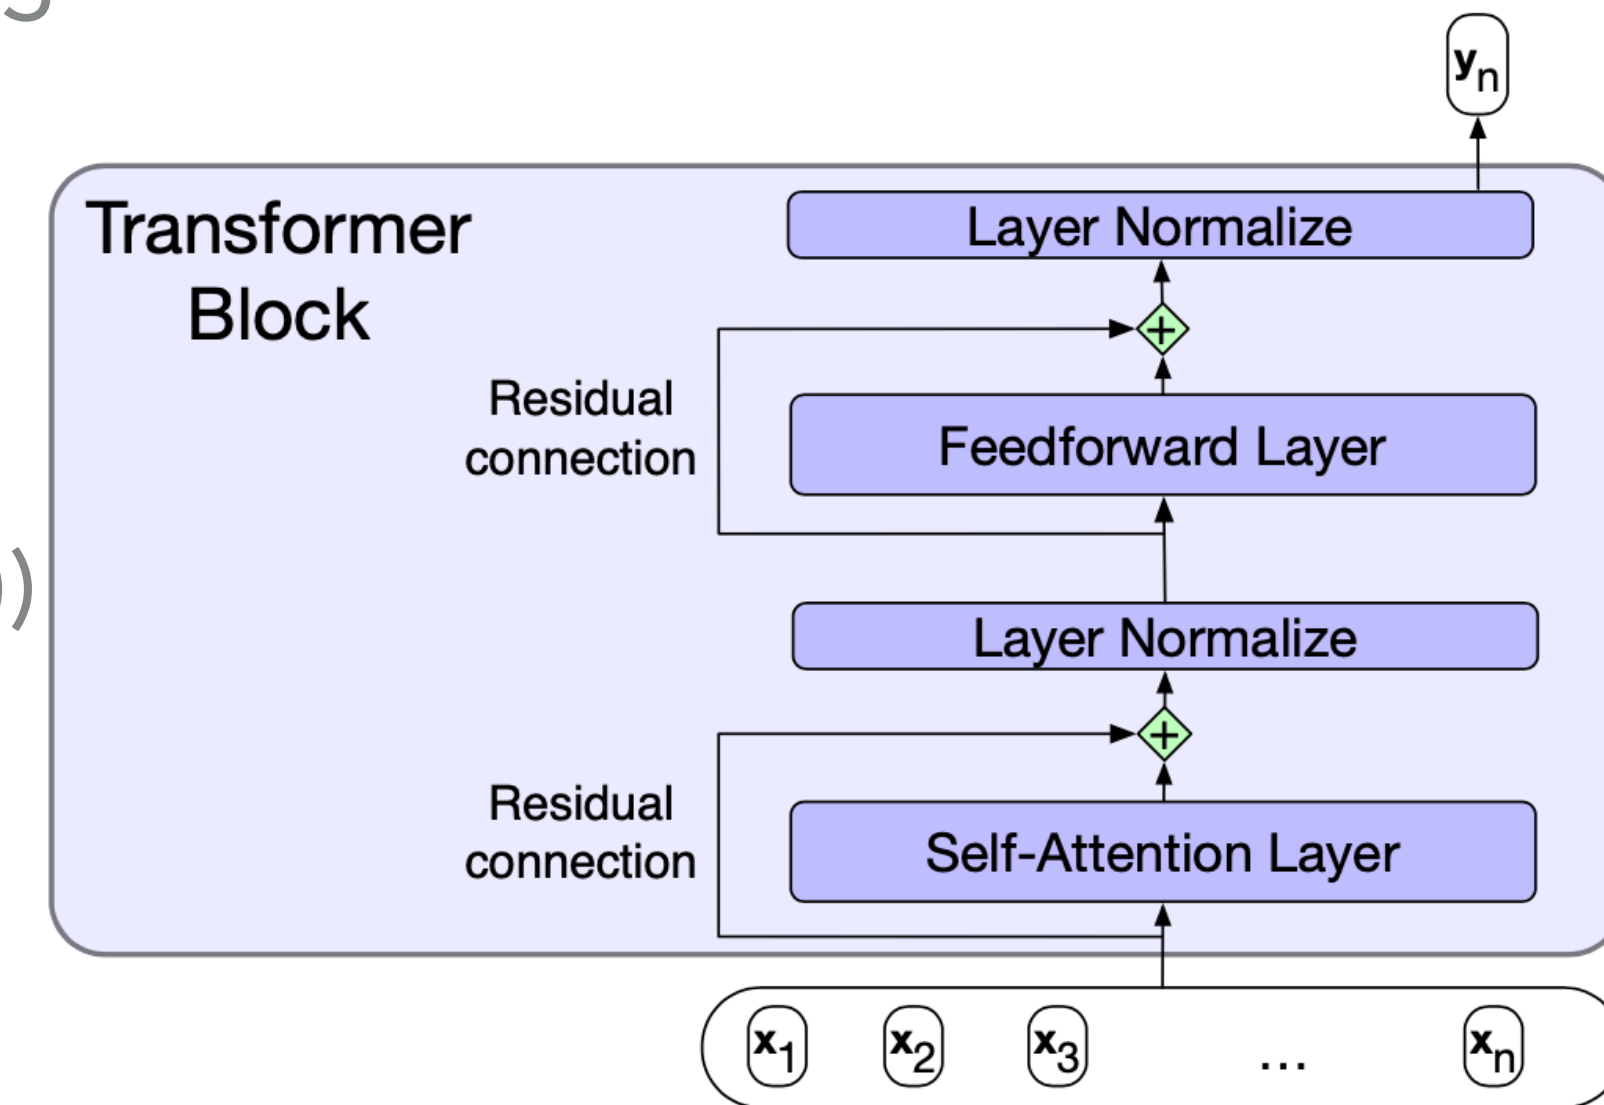 yn
Transformer
Block
Layer Normalize
+
Residual
connection
Feedforward Layer
Layer Normalize
+
Residual
connection
Self-Attention Layer
x1 x2 x3 ... xn
)